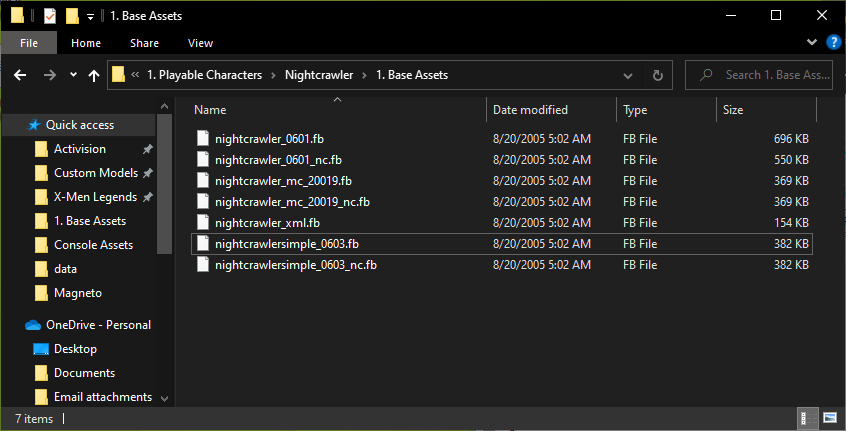 1. Base Assets
File Home Share View
« 1. Playable Characters > Nightcrawler > 1. Base Assets Search 1. Base Ass...
Name Date modified Type Size
Quick access
Activision
Custom Models
X-Men Legends
1. Base Assets
Console Assets
data
Magneto
OneDrive - Personal
Desktop
Documents
Email attachments
nightcrawler_0601.fb 8/20/2005 5:02 AM FB File 696 KB
nightcrawler_0601_nc.fb 8/20/2005 5:02 AM FB File 550 KB
nightcrawler_mc_20019.fb 8/20/2005 5:02 AM FB File 369 KB
nightcrawler_mc_20019_nc.fb 8/20/2005 5:02 AM FB File 369 KB
nightcrawler_xml.fb 8/20/2005 5:02 AM FB File 154 KB
nightcrawlersimple_0603.fb 8/20/2005 5:02 AM FB File 382 KB
nightcrawlersimple_0603_nc.fb 8/20/2005 5:02 AM FB File 382 KB
7 items